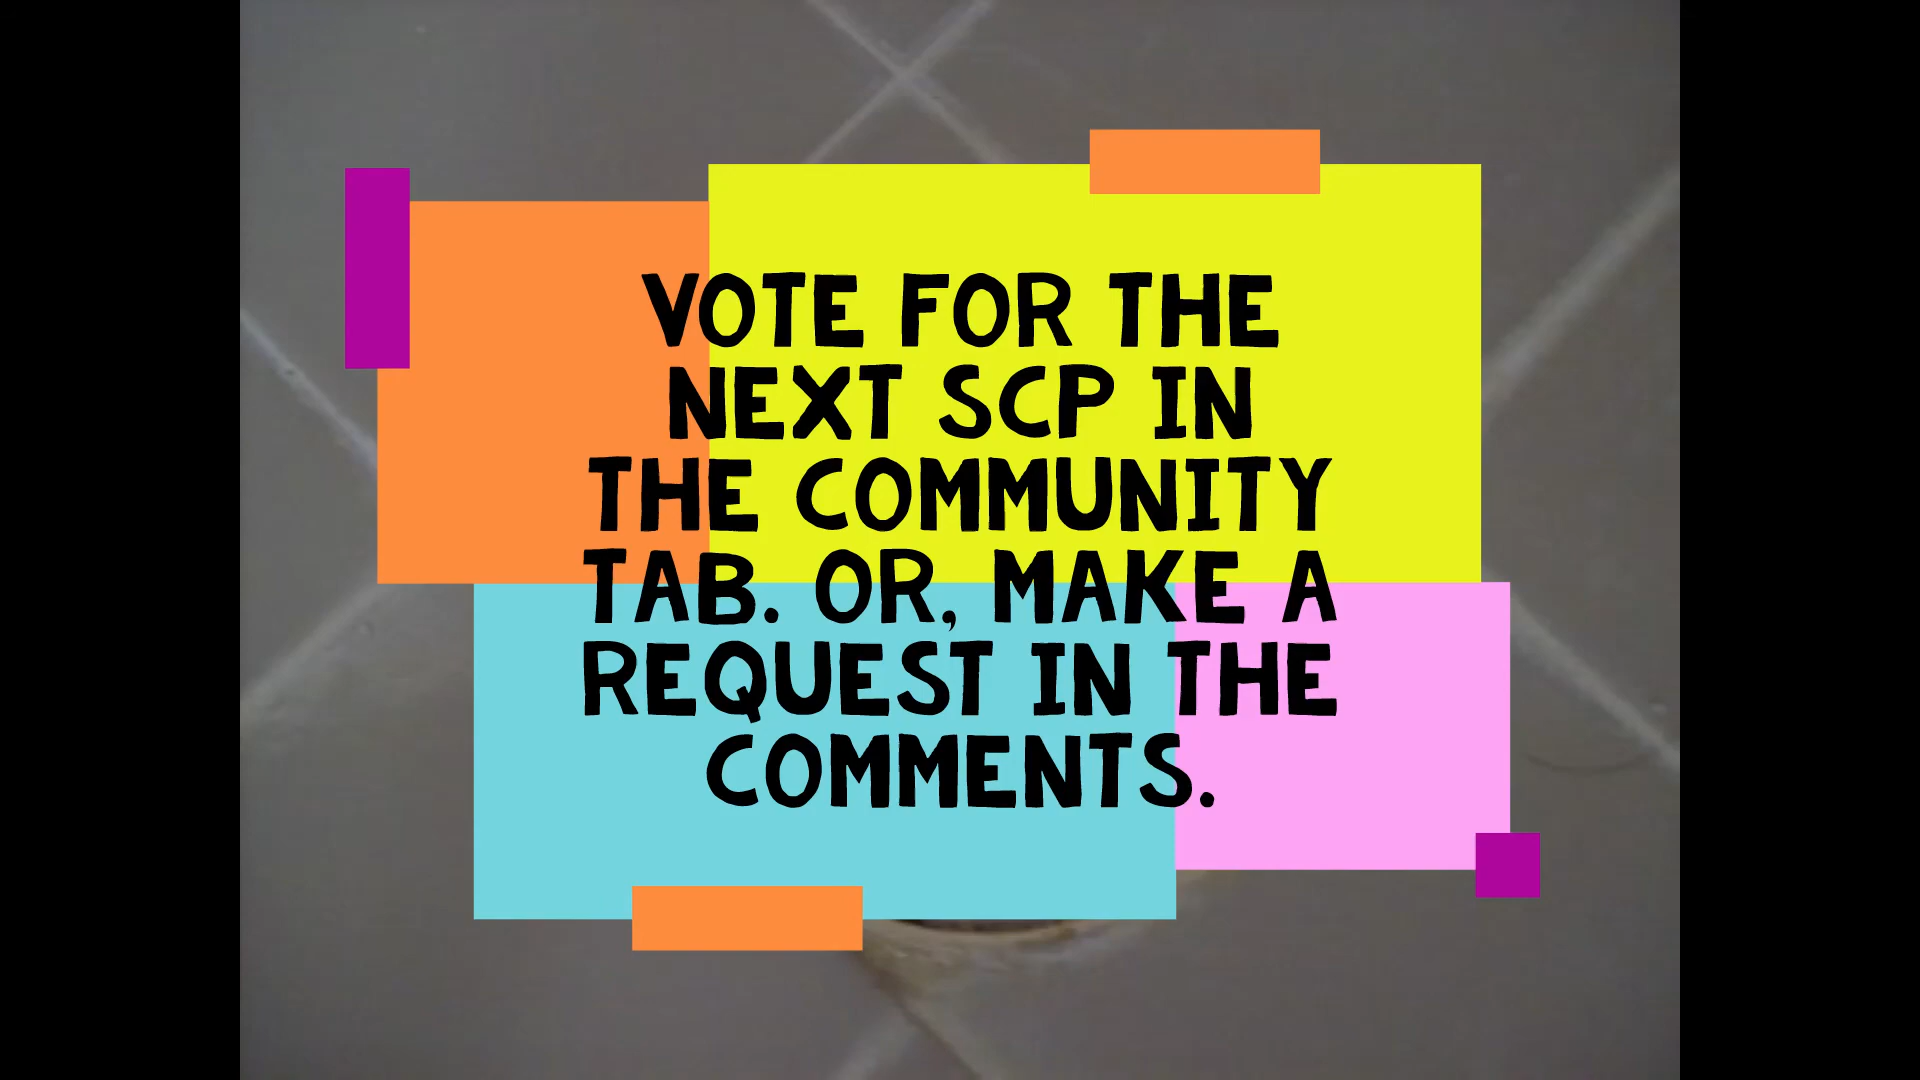 VOTE FOR THE
NEXT SCP IN
THE COMMUNITY
TAB. OR, MAKE A
REQUEST IN THE
COMMENTS.